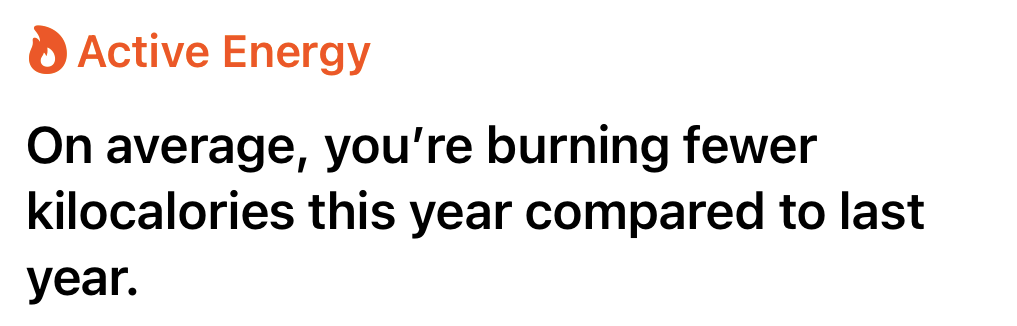 Active Energy
On average, you’re burning fewer
kilocalories this year compared to last
year.